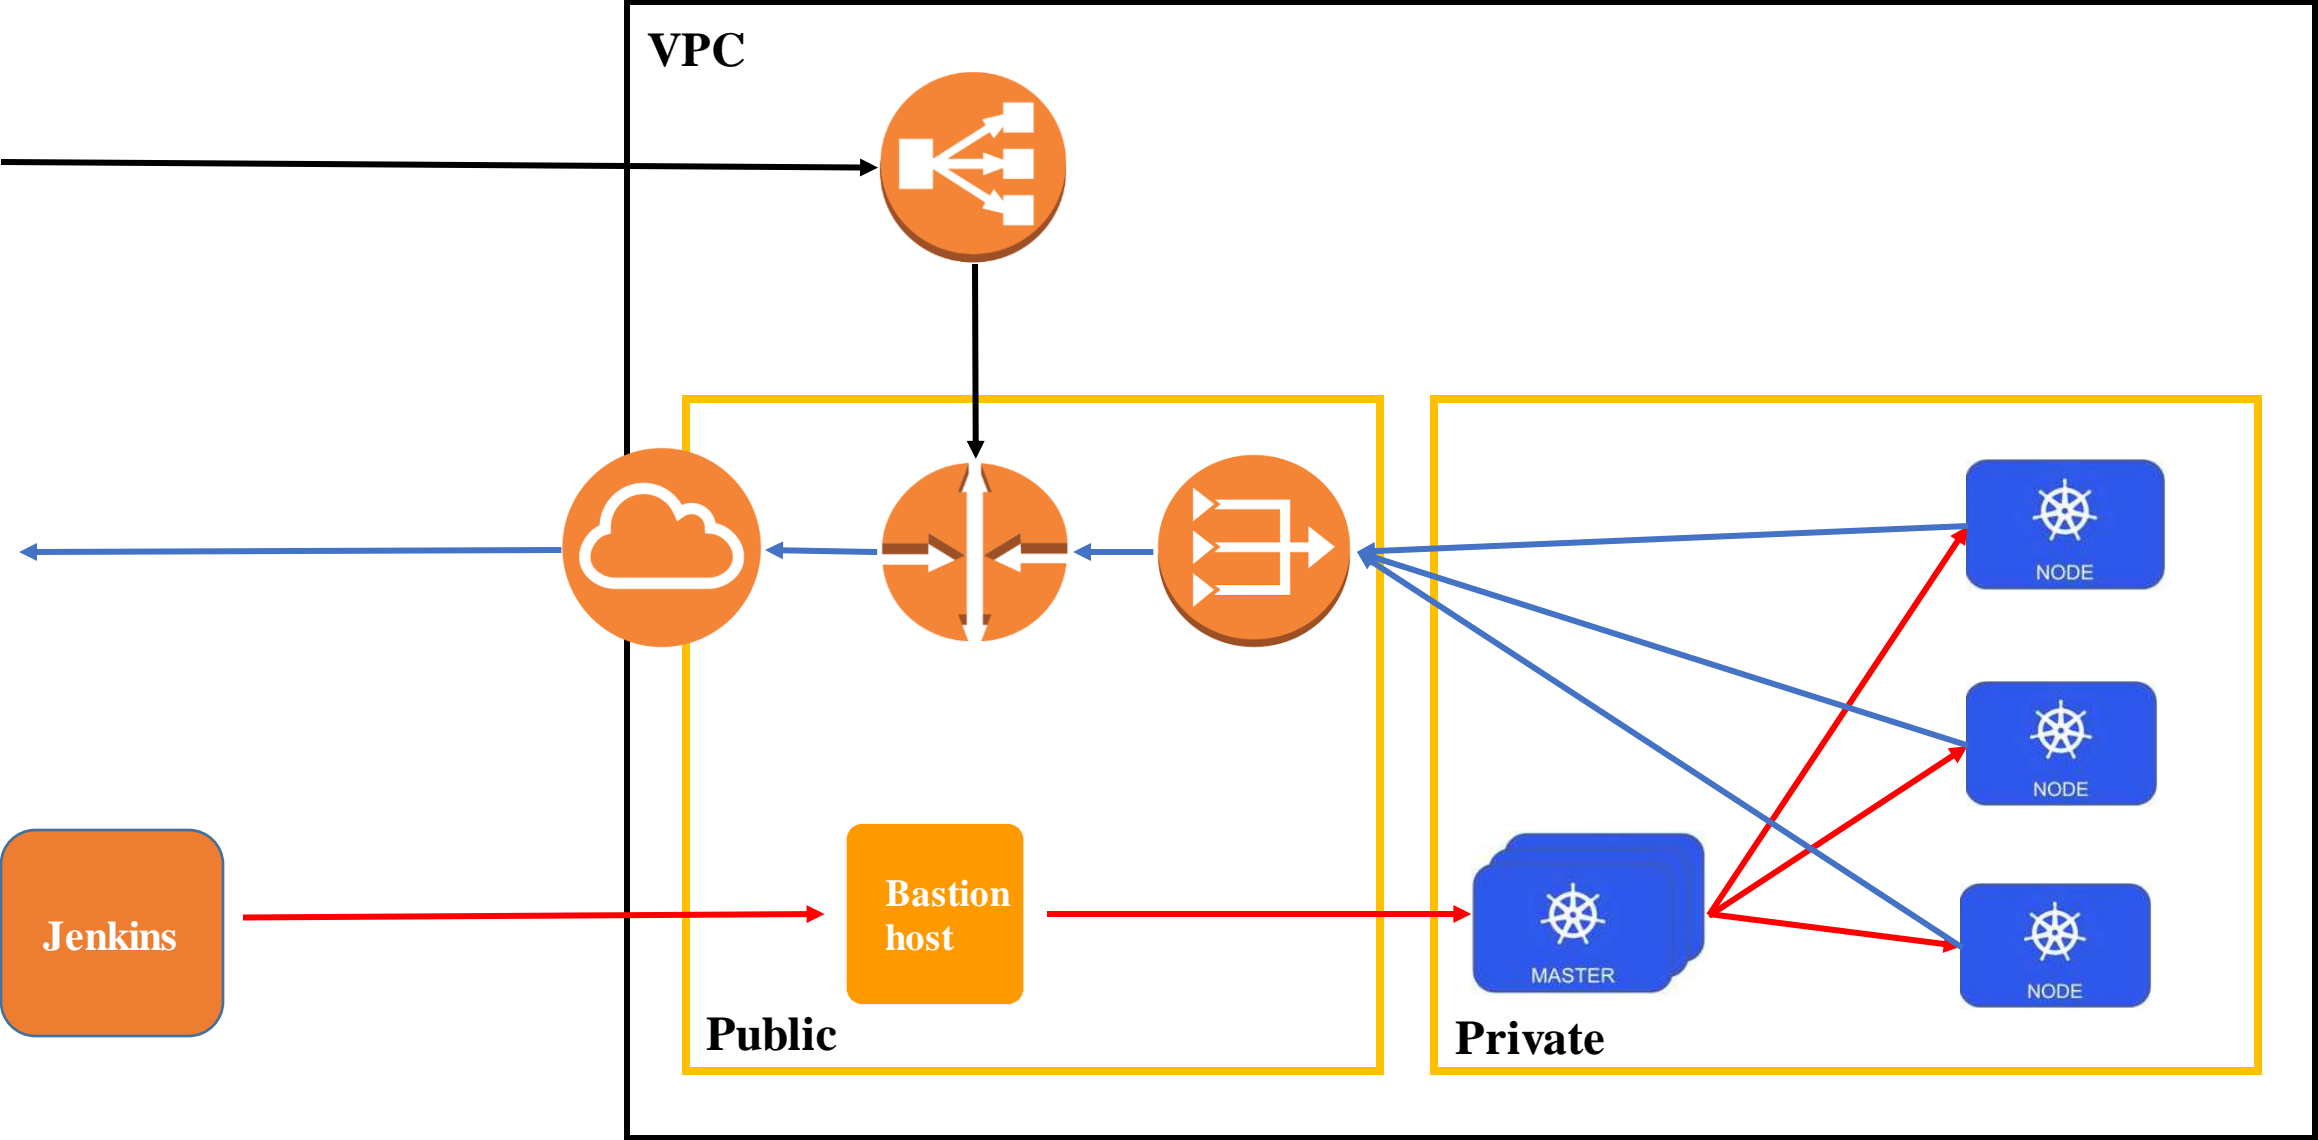 VPC
NODE
NODE
Jenkins
Bastion
host
MASTER
NODE
Public
Private